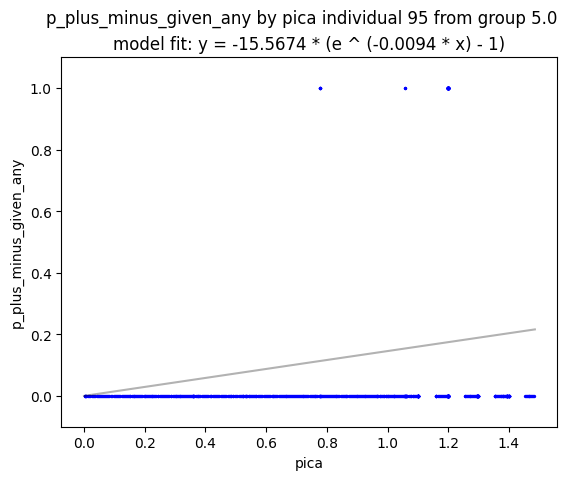 p_plus_minus_given_any by pica individual 95 from group 5.0
model fit: y = -15.5674 * (e ^ (-0.0094 * x) - 1)
1.0
0.8
0.6
0.4
0.2
0.0
p_plus_minus_given_any
0.0 0.2 0.4 0.6 0.8 1.0 1.2 1.4
pica